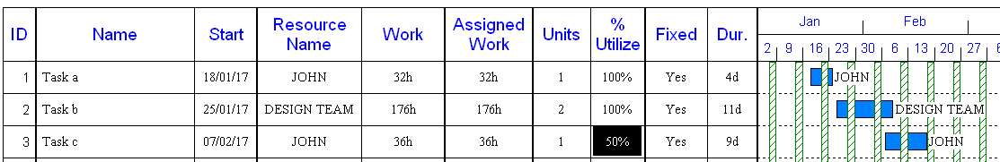 ID Name Start Resource Name Work Assigned Work Units % Utilize Fixed Dur. Jan Feb
2 9 16 23 30 6 13 20 27 6
1 Task a 18/01/17 JOHN 32h 32h 1 100% Yes 4d JOHN
2 Task b 25/01/17 DESIGN TEAM 176h 176h 2 100% Yes 11d DESIGN TEAM
3 Task c 07/02/17 JOHN 36h 36h 1 50% Yes 9d JOHN